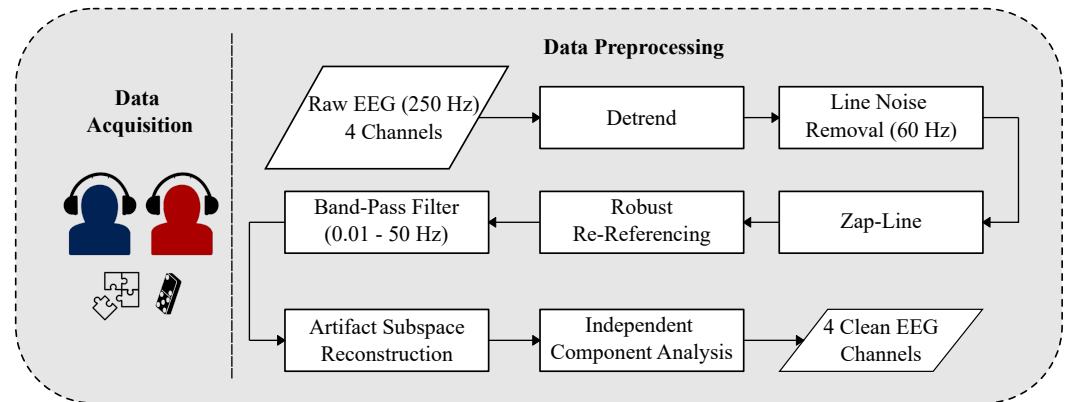 Data
Acquisition
Data Preprocessing
Raw EEG (250 Hz)
4 Channels
Detrend
Line Noise
Removal (60 Hz)
Zap-Line
Robust
Re-Referencing
Band-Pass Filter
(0.01 - 50 Hz)
Artifact Subspace
Reconstruction
Independent
Component Analysis
4 Clean EEG
Channels